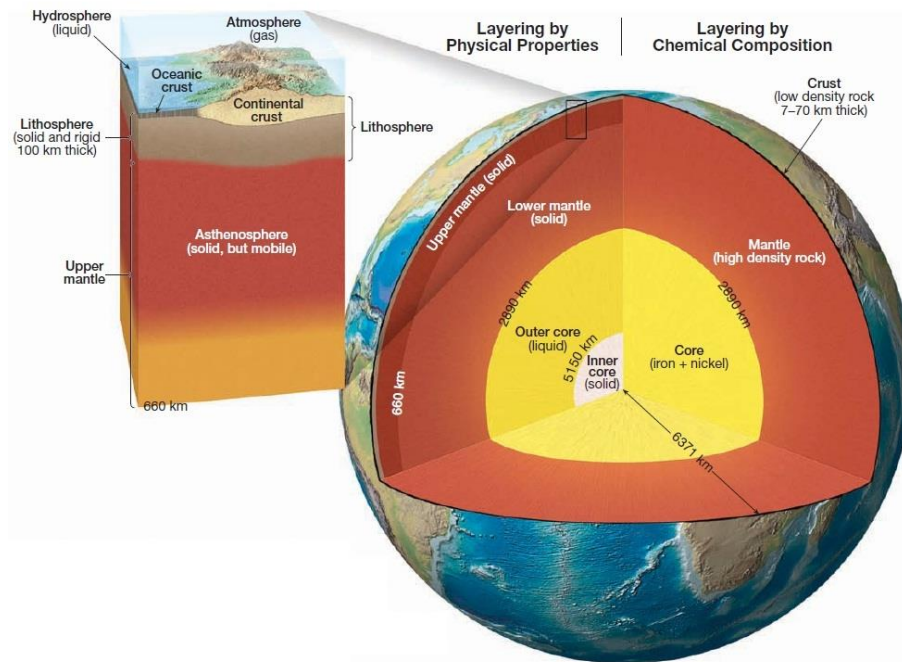 Hydrosphere
(liquid)
Atmosphere
(gas)
Oceanic
crust
Continental
crust
Lithosphere
(solid and rigid
100 km thick)
Lithosphere
Asthenosphere
(solid, but mobile)
Upper
mantle
660 km
Layering by
Physical Properties
Layering by
Chemical Composition
Crust
(low density rock
7–70 km thick)
Upper mantle (solid)
Lower mantle
(solid)
Mantle
(high density rock)
2890 km
2890 km
Outer core
(liquid)
5150 km
Inner
core
(solid)
Core
(iron + nickel)
660 km
6371 km